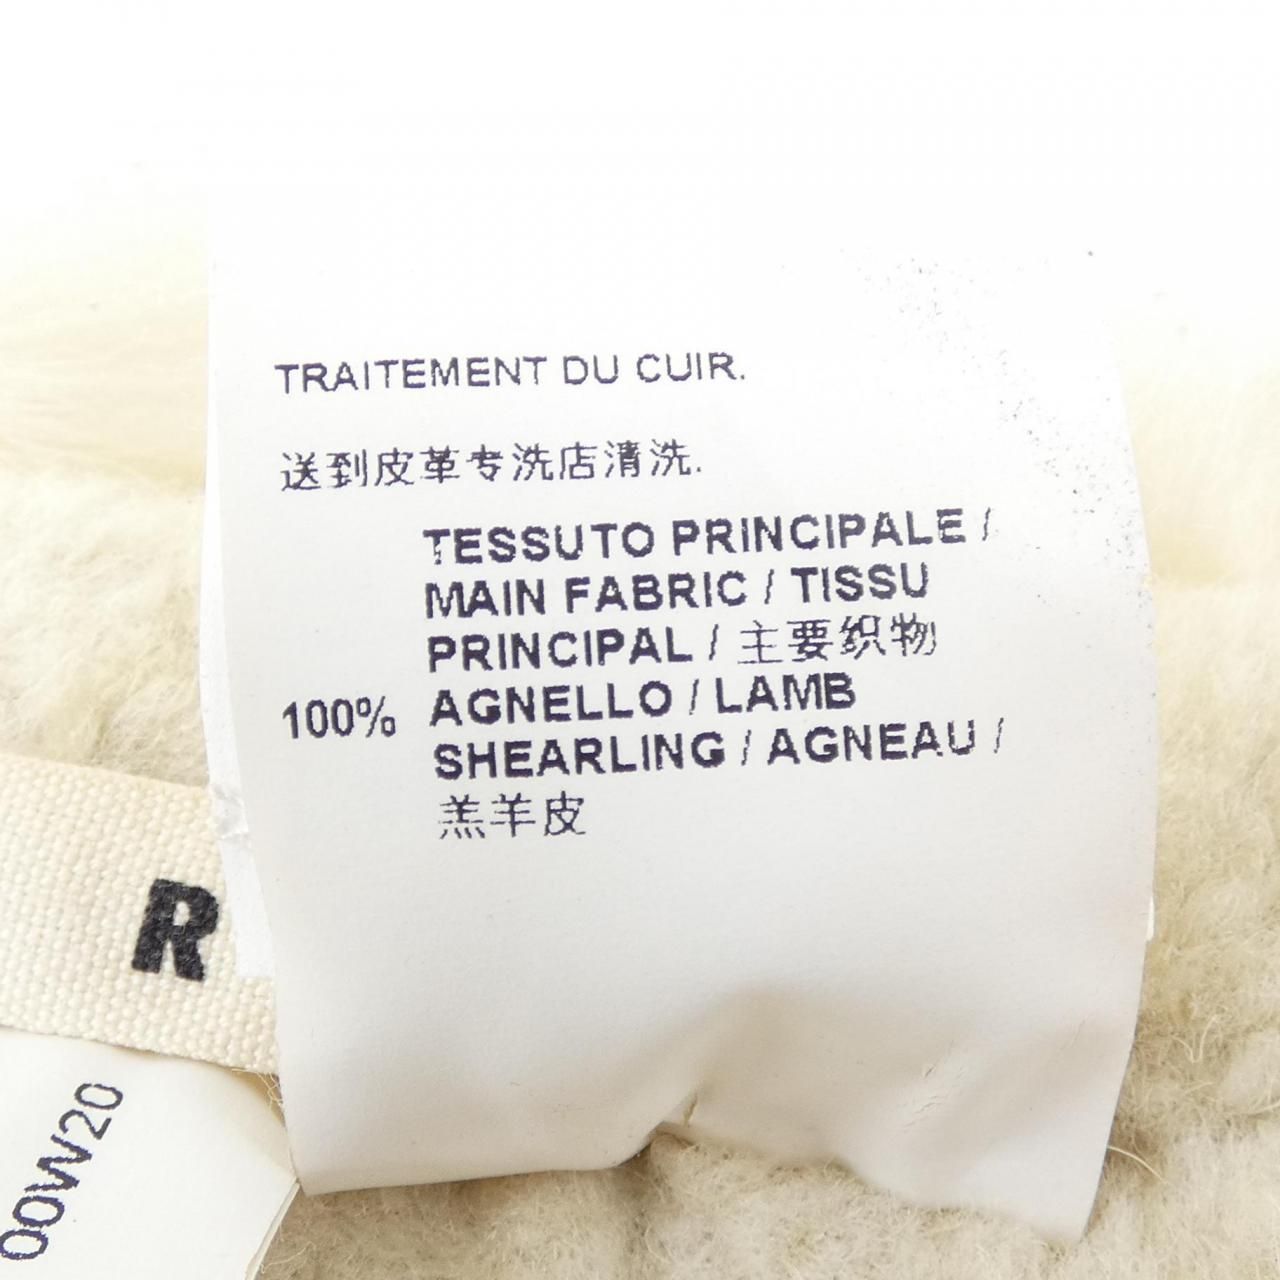 TRAITEMENT DU CUIR.
送到皮革专洗店清洗.
TESSUTO PRINCIPALE /
MAIN FABRIC / TISSU
PRINCIPAL / 主要织物
100% AGNELLO / LAMB
SHEARLING / AGNEAU /
羔羊皮
R
00W20